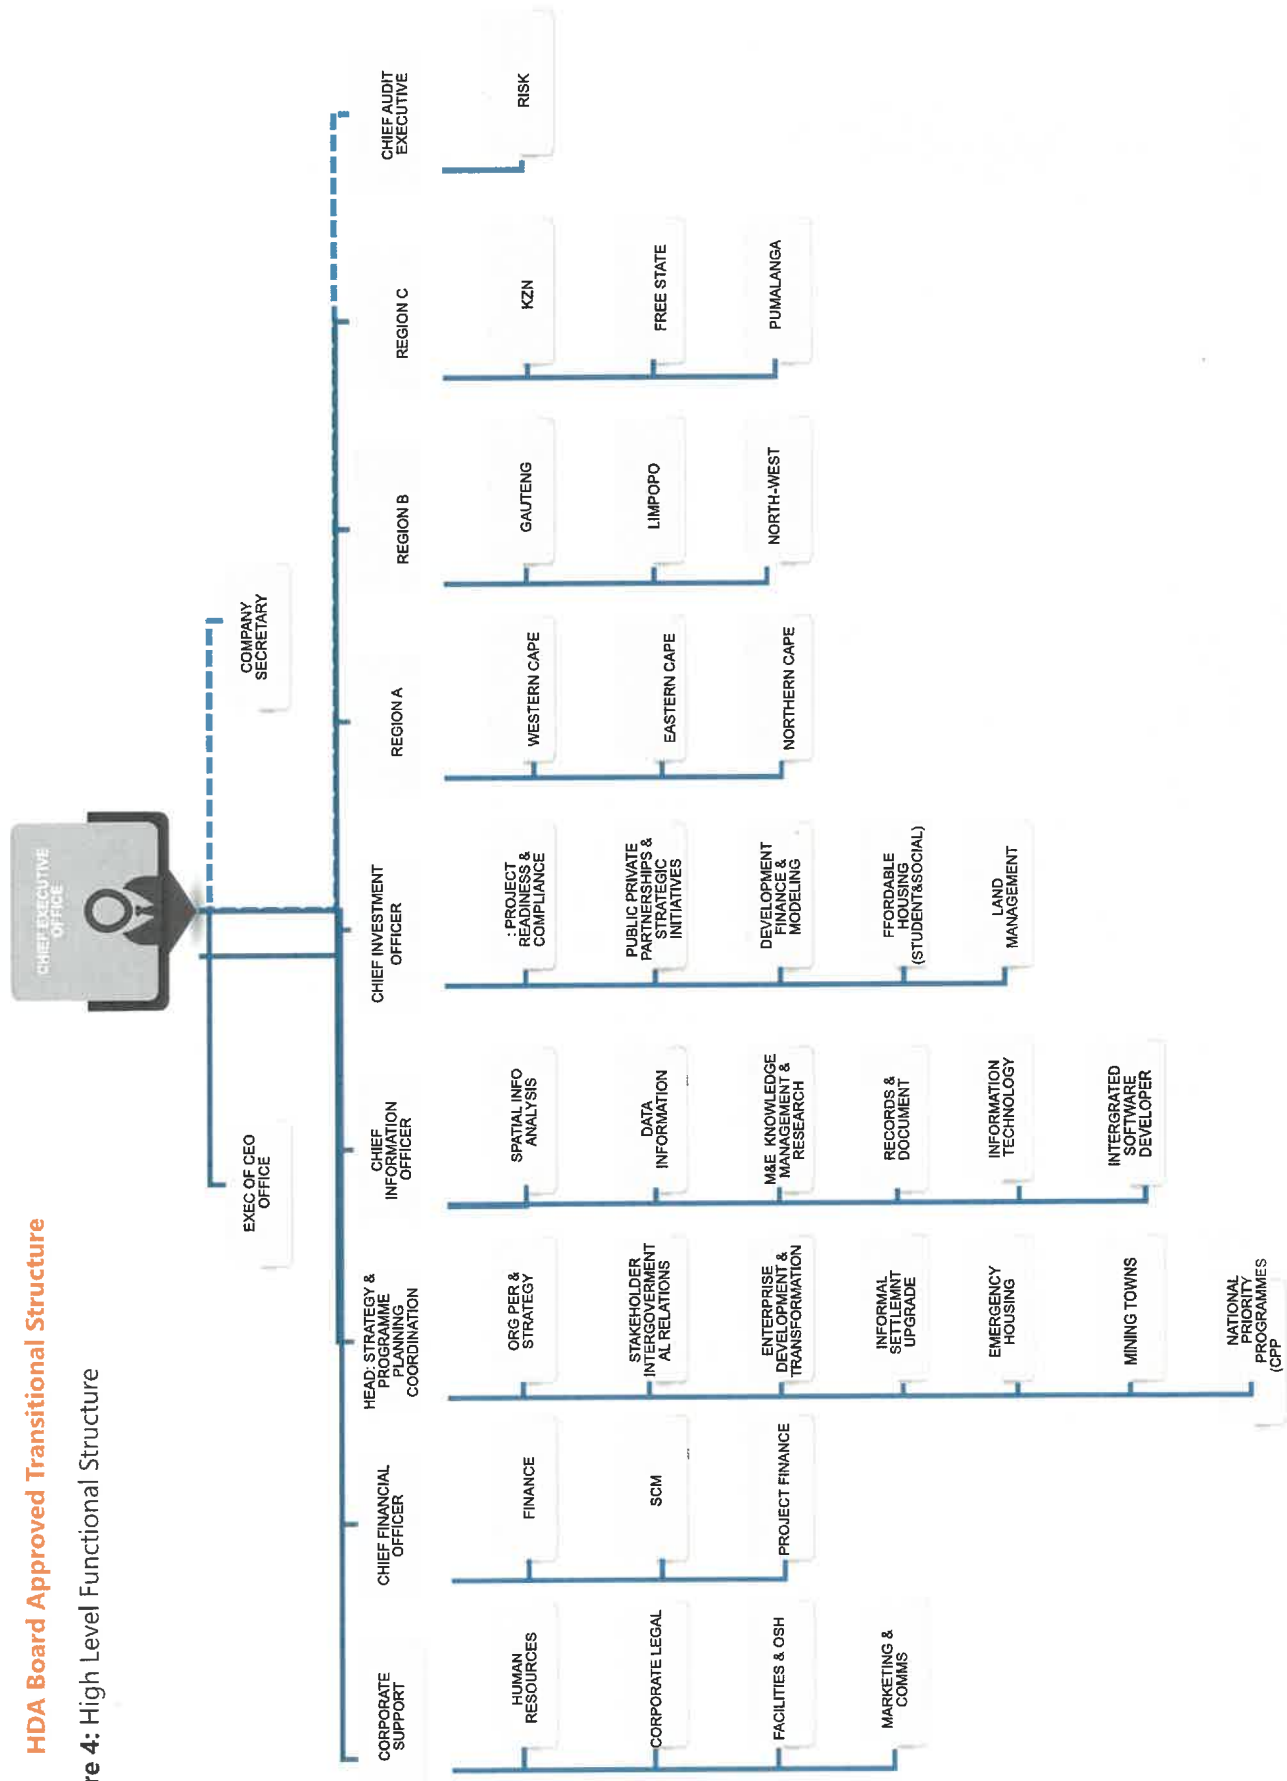 HDA Board Approved Transitional Structure
re 4: High Level Functional Structure
CHIEF EXECUTIVE
OFFICE
EXEC OF CEO
OFFICE
COMPANY
SECRETARY
CORPORATE
SUPPORT
HUMAN
RESOURCES
CORPORATE LEGAL
FACILITIES & OSH
MARKETING &
COMMS
CHIEF FINANCIAL
OFFICER
FINANCE
SCM
PROJECT FINANCE
HEAD: STRATEGY &
PROGRAMME
PLANNING
COORDINATION
ORG PER &
STRATEGY
STAKEHOLDER
INTERGOVERMENT
AL RELATIONS
ENTERPRISE
DEVELOPMENT &
TRANSFORMATION
INFORMAL
SETTLEMNT
UPGRADE
EMERGENCY
HOUSING
MINING TOWNS
NATIONAL
PRIORITY
PROGRAMMES
(CPP
CHIEF
INFORMATION
OFFICER
SPATIAL INFO
ANALYSIS
DATA
INFORMATION
M&E KNOWLEDGE
MANAGEMENT &
RESEARCH
RECORDS &
DOCUMENT
INFORMATION
TECHNOLOGY
INTERGRATED
SOFTWARE
DEVELOPER
CHIEF INVESTMENT
OFFICER
: PROJECT
READINESS &
COMPLIANCE
PUBLIC PRIVATE
PARTNERSHIPS &
STRATEGIC
INITIATIVES
DEVELOPMENT
FINANCE &
MODELING
FFORDABLE
HOUSING
(STUDENT&SOCIAL)
LAND
MANAGEMENT
REGION A
WESTERN CAPE
EASTERN CAPE
NORTHERN CAPE
REGION B
GAUTENG
LIMPOPO
NORTH-WEST
REGION C
KZN
FREE STATE
PUMALANGA
CHIEF AUDIT
EXECUTIVE
RISK